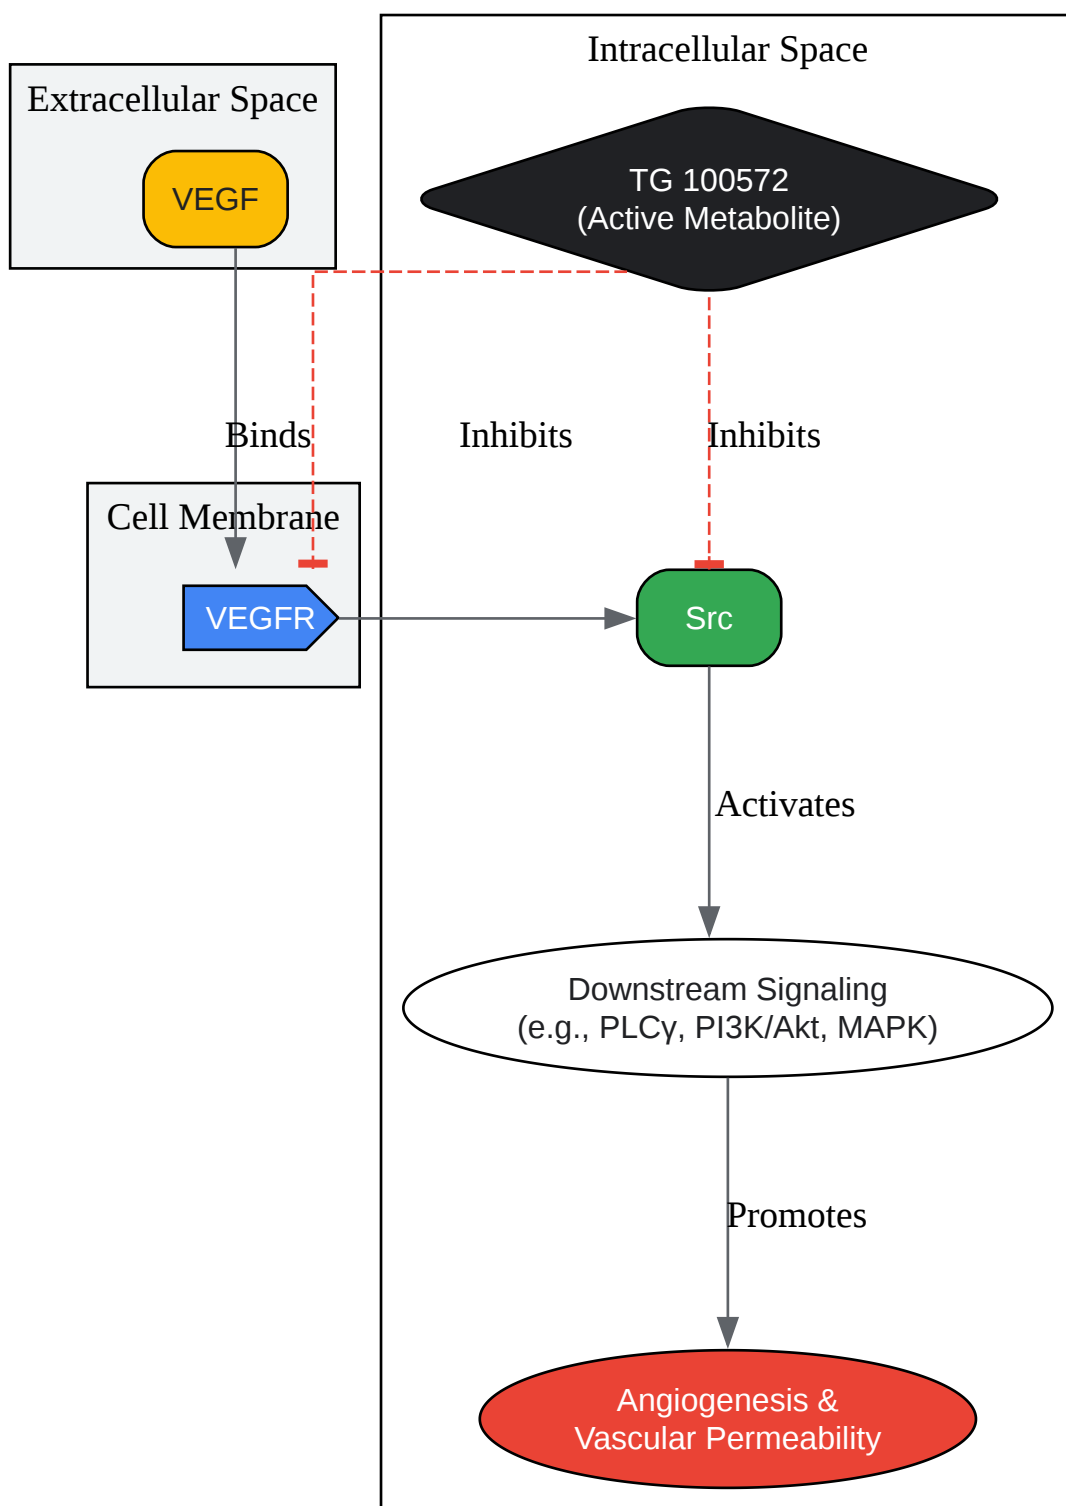 Intracellular Space
Extracellular Space
VEGF
TG 100572
(Active Metabolite)
Binds
Inhibits
Inhibits
Cell Membrane
VEGFR
Src
Activates
Downstream Signaling
(e.g., PLCγ, PI3K/Akt, MAPK)
Promotes
Angiogenesis &
Vascular Permeability